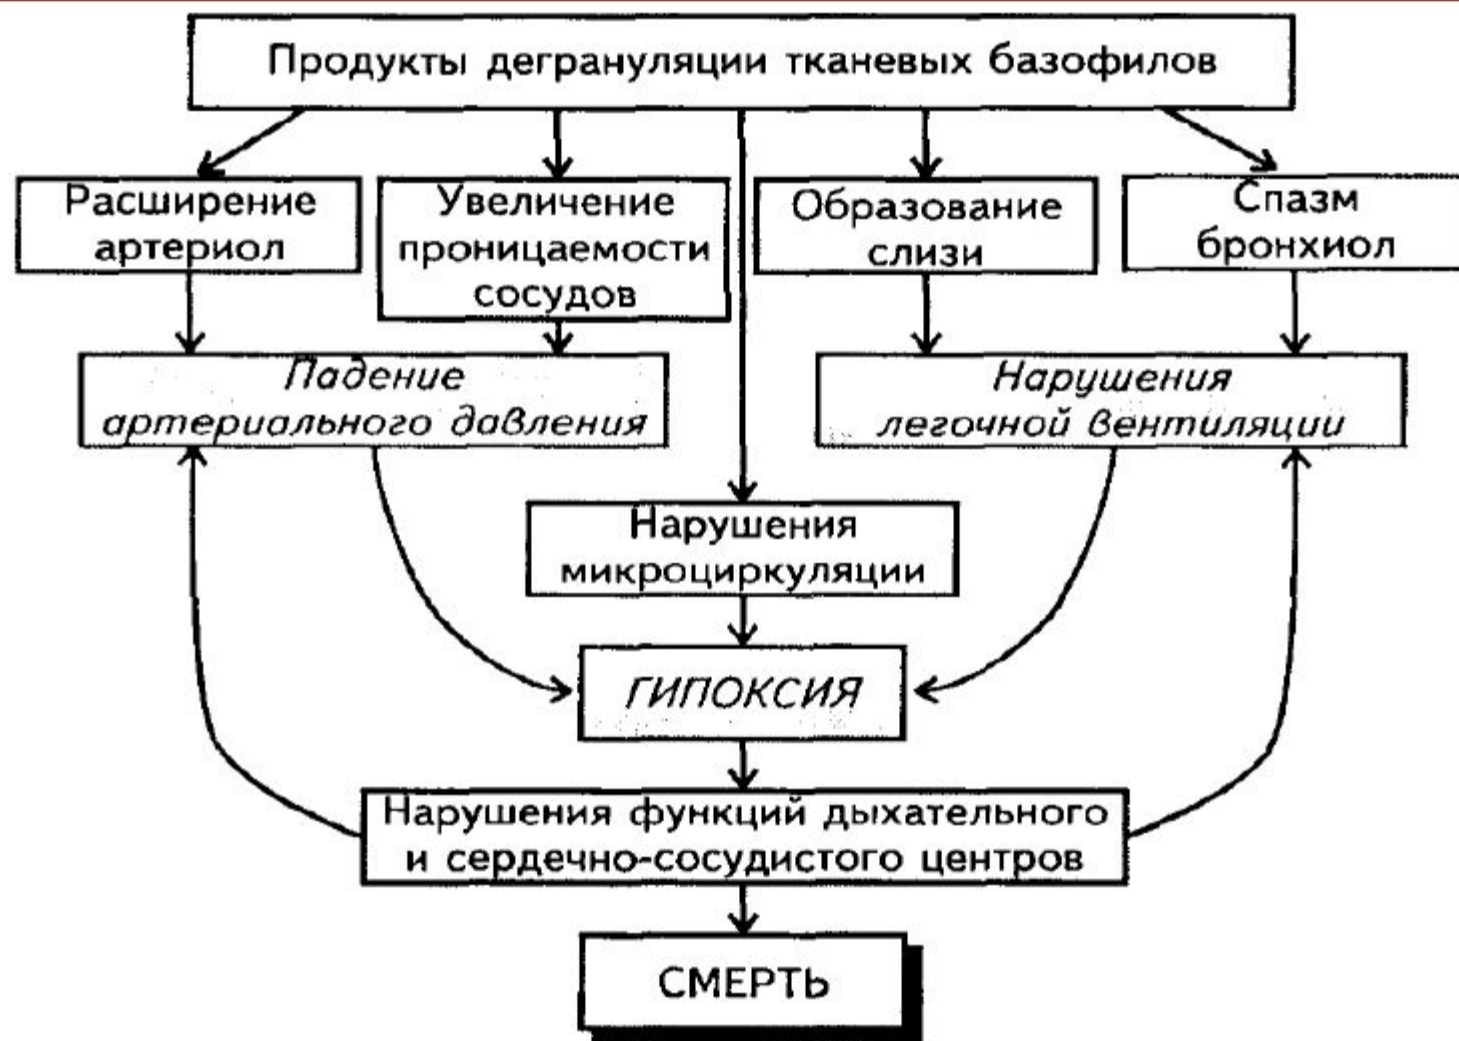 Продукты дегрануляции тканевых базофилов
Расширение
артериол
Увеличение
проницаемости
сосудов
Образование
слизи
Спазм
бронхиол
Падение
артериального давления
Нарушения
легочной вентиляции
Нарушения
микроциркуляции
ГИПОКСИЯ
Нарушения функций дыхательного
и сердечно-сосудистого центров
СМЕРТЬ